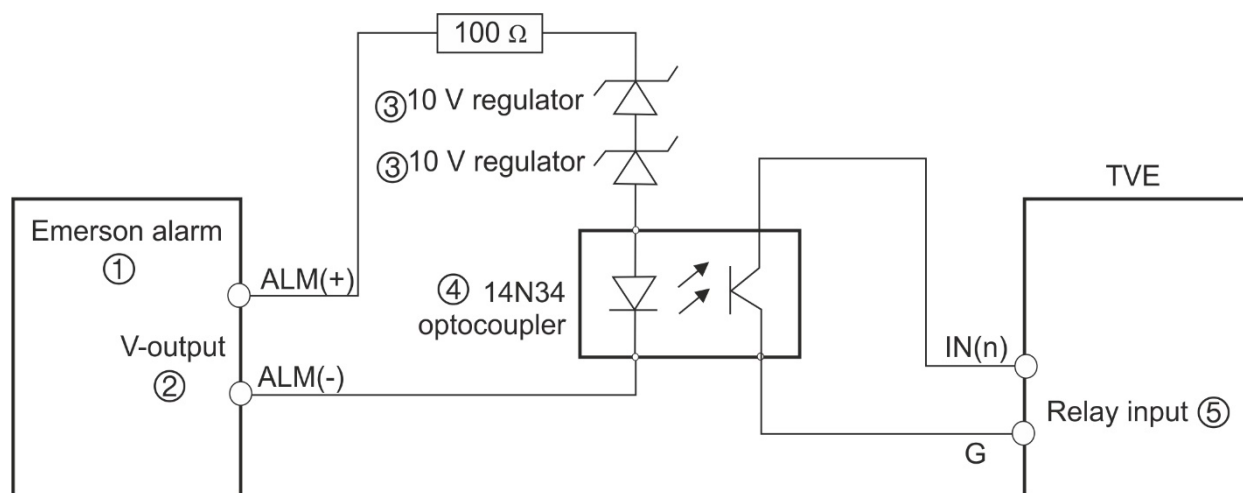 100 Ω
③10 V regulator
③10 V regulator
TVE
Emerson alarm
①
ALM(+)
④ 14N34
optocoupler
V-output
②
ALM(-)
IN(n)
Relay input ⑤
G